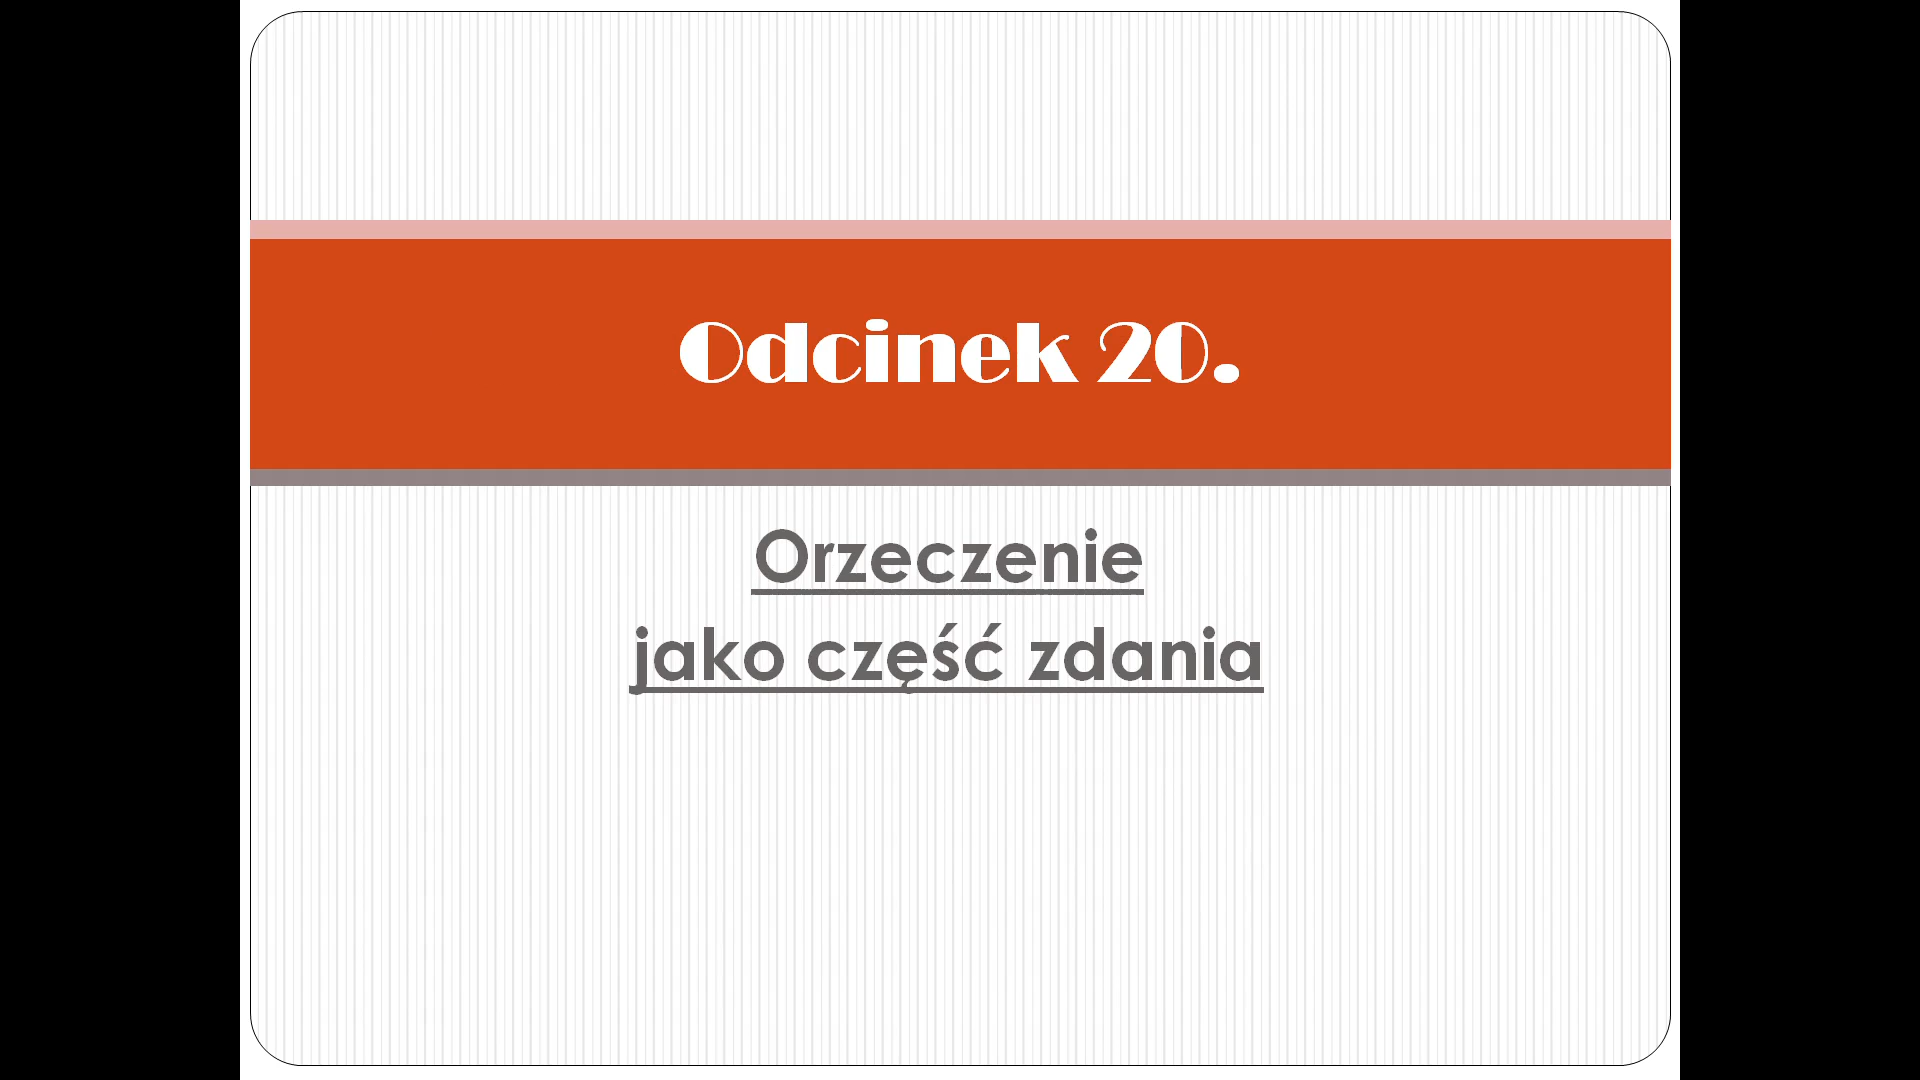 Odcinek 20.
Orzeczenie
jako część zdania